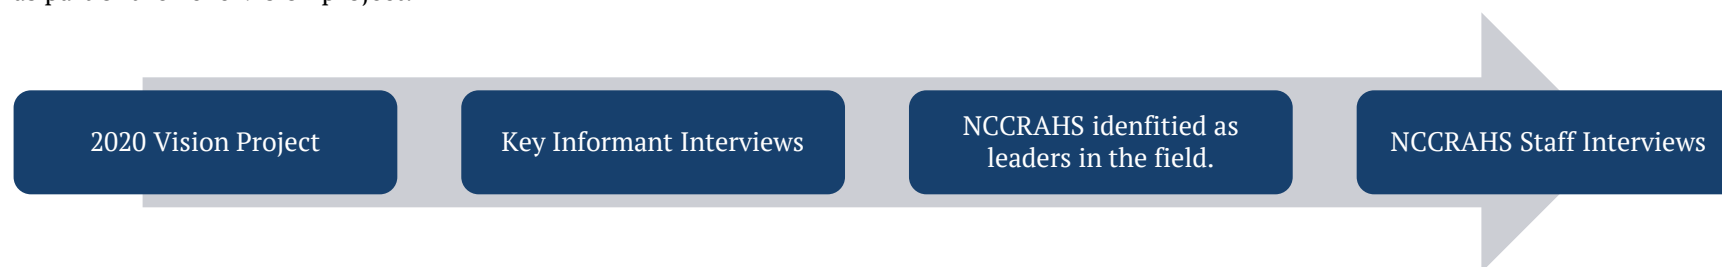 2020 Vision Project
Key Informant Interviews
NCCRAHS idenfitied as
leaders in the field.
NCCRAHS Staff Interviews